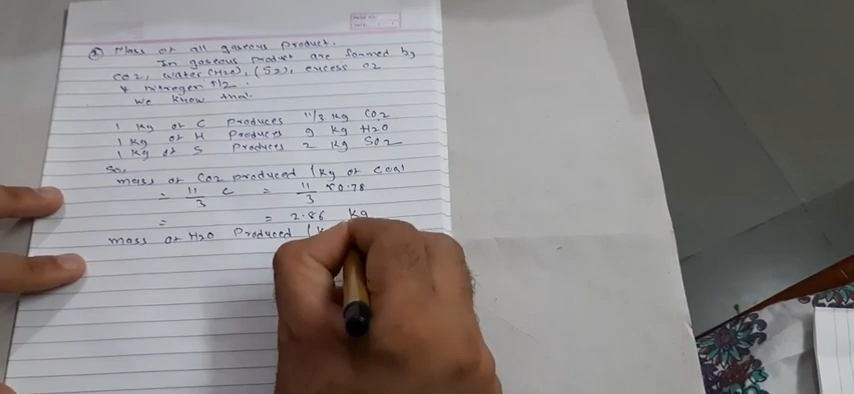 ② Mass of all gaseous product.
In gaseous product are formed by
CO2, water (H2O), (S2), excess O2
& nitrogen N2.
We know that
1 kg of C Produces 11/3 kg CO2
1 kg of H Produces 9 kg H2O
1 kg of S Produces 2 kg SO2
So,
mass of CO2 produced / kg of coal
= 11/3 C = 11/3 × 0.78
= = 2.86 kg
mass of H2O Produced /